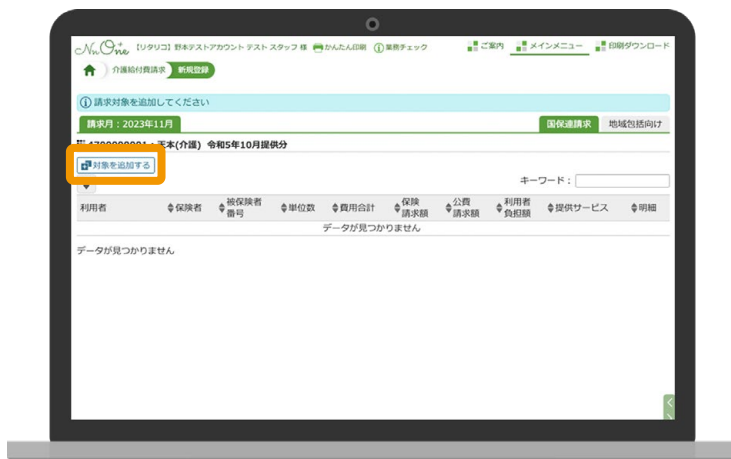 NnOne 【リタリコ】野本テストアカウント テスト スタッフ 様 かんたん印刷 業務チェック ご案内 メインメニュー 印刷ダウンロード
介護給付費請求 新規登録
請求対象を追加してください
請求月：2023年11月 国保連請求 地域包括向け
(介護) 令和5年10月提供分
対象を追加する
キーワード：
利用者 保険者 被保険者番号 単位数 費用合計 保険請求額 公費請求額 利用者負担額 提供サービス 明細
データが見つかりません
データが見つかりません